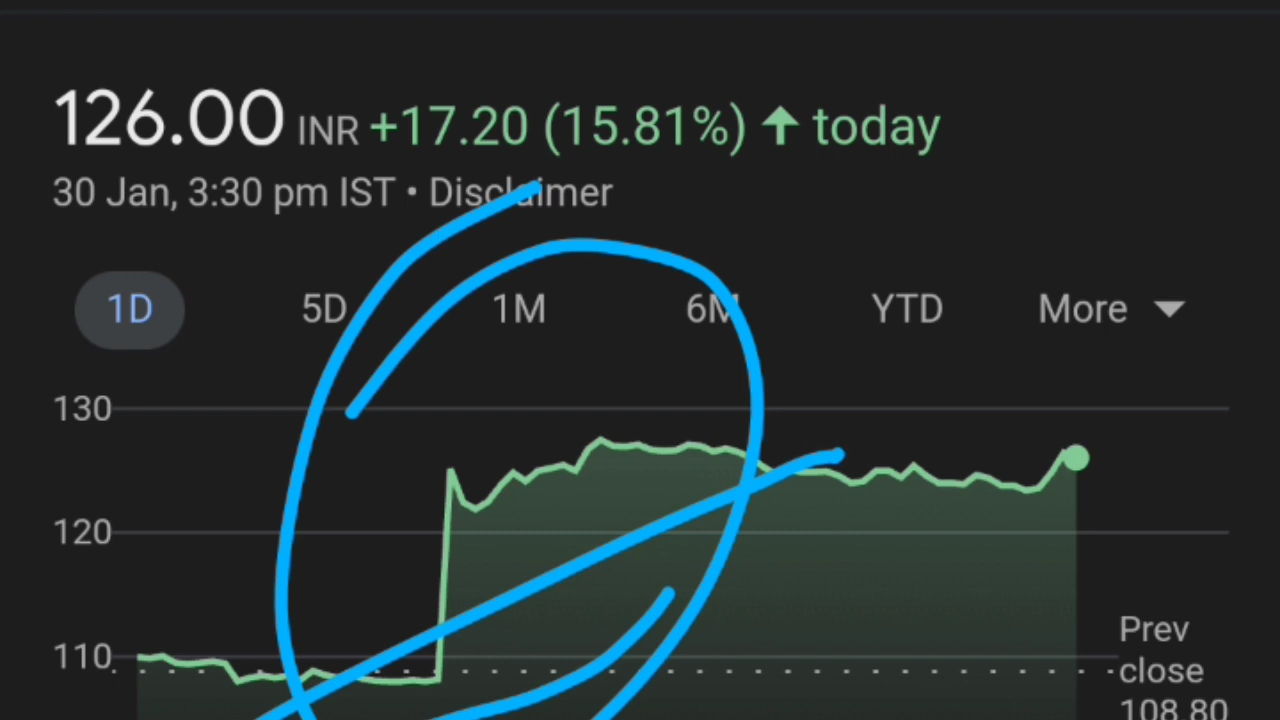 126.00 INR +17.20 (15.81%) ↑ today
30 Jan, 3:30 pm IST • Disclaimer
1D 5D 1M 6M YTD More
130
120
110
Prev
close
108.80